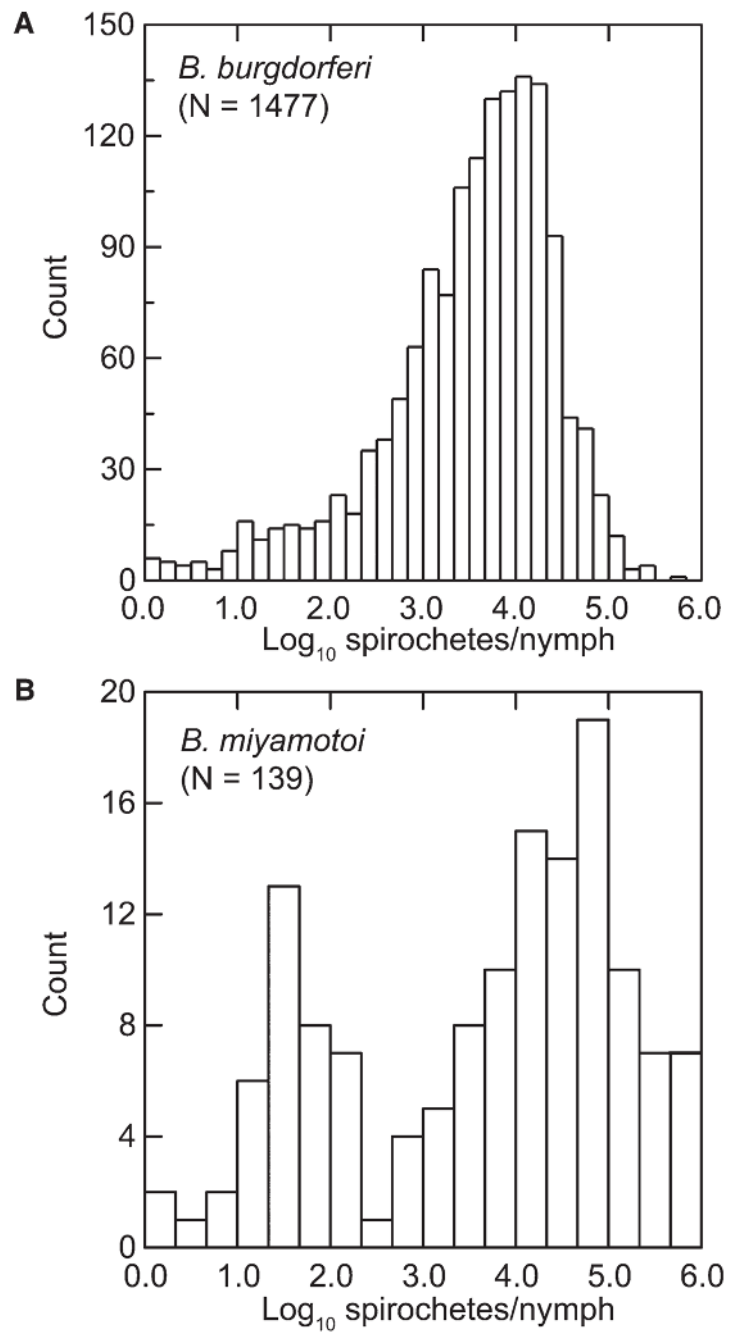 A
B. burgdorferi
(N = 1477)
150
120
90
60
30
0
Count
0.0 1.0 2.0 3.0 4.0 5.0 6.0
Log10 spirochetes/nymph
B
B. miyamotoi
(N = 139)
20
16
12
8
4
0
Count
0.0 1.0 2.0 3.0 4.0 5.0 6.0
Log10 spirochetes/nymph